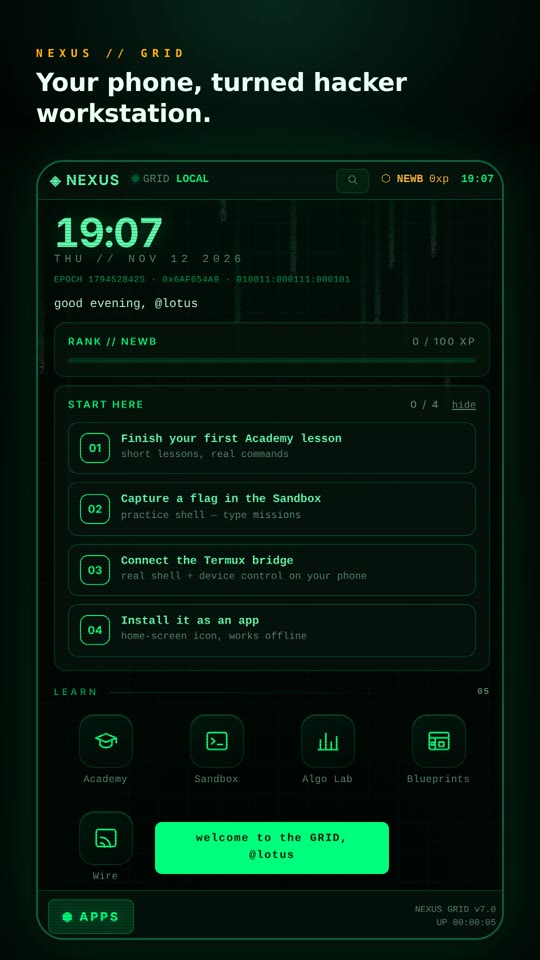 NEXUS // GRID
Your phone, turned hacker
workstation.
NEXUS GRID LOCAL NEWB 0xp 19:07
19:07
THU // NOV 12 2026
EPOCH 1794528425 · 0x6AF654A9 · 010011:000111:000101
good evening, @lotus
RANK // NEWB 0 / 100 XP
START HERE 0 / 4 hide
01 Finish your first Academy lesson
short lessons, real commands
02 Capture a flag in the Sandbox
practice shell — type missions
03 Connect the Termux bridge
real shell + device control on your phone
04 Install it as an app
home-screen icon, works offline
LEARN 05
Academy Sandbox Algo Lab Blueprints
welcome to the GRID,
@lotus
Wire
APPS
NEXUS GRID v7.0
UP 00:00:05